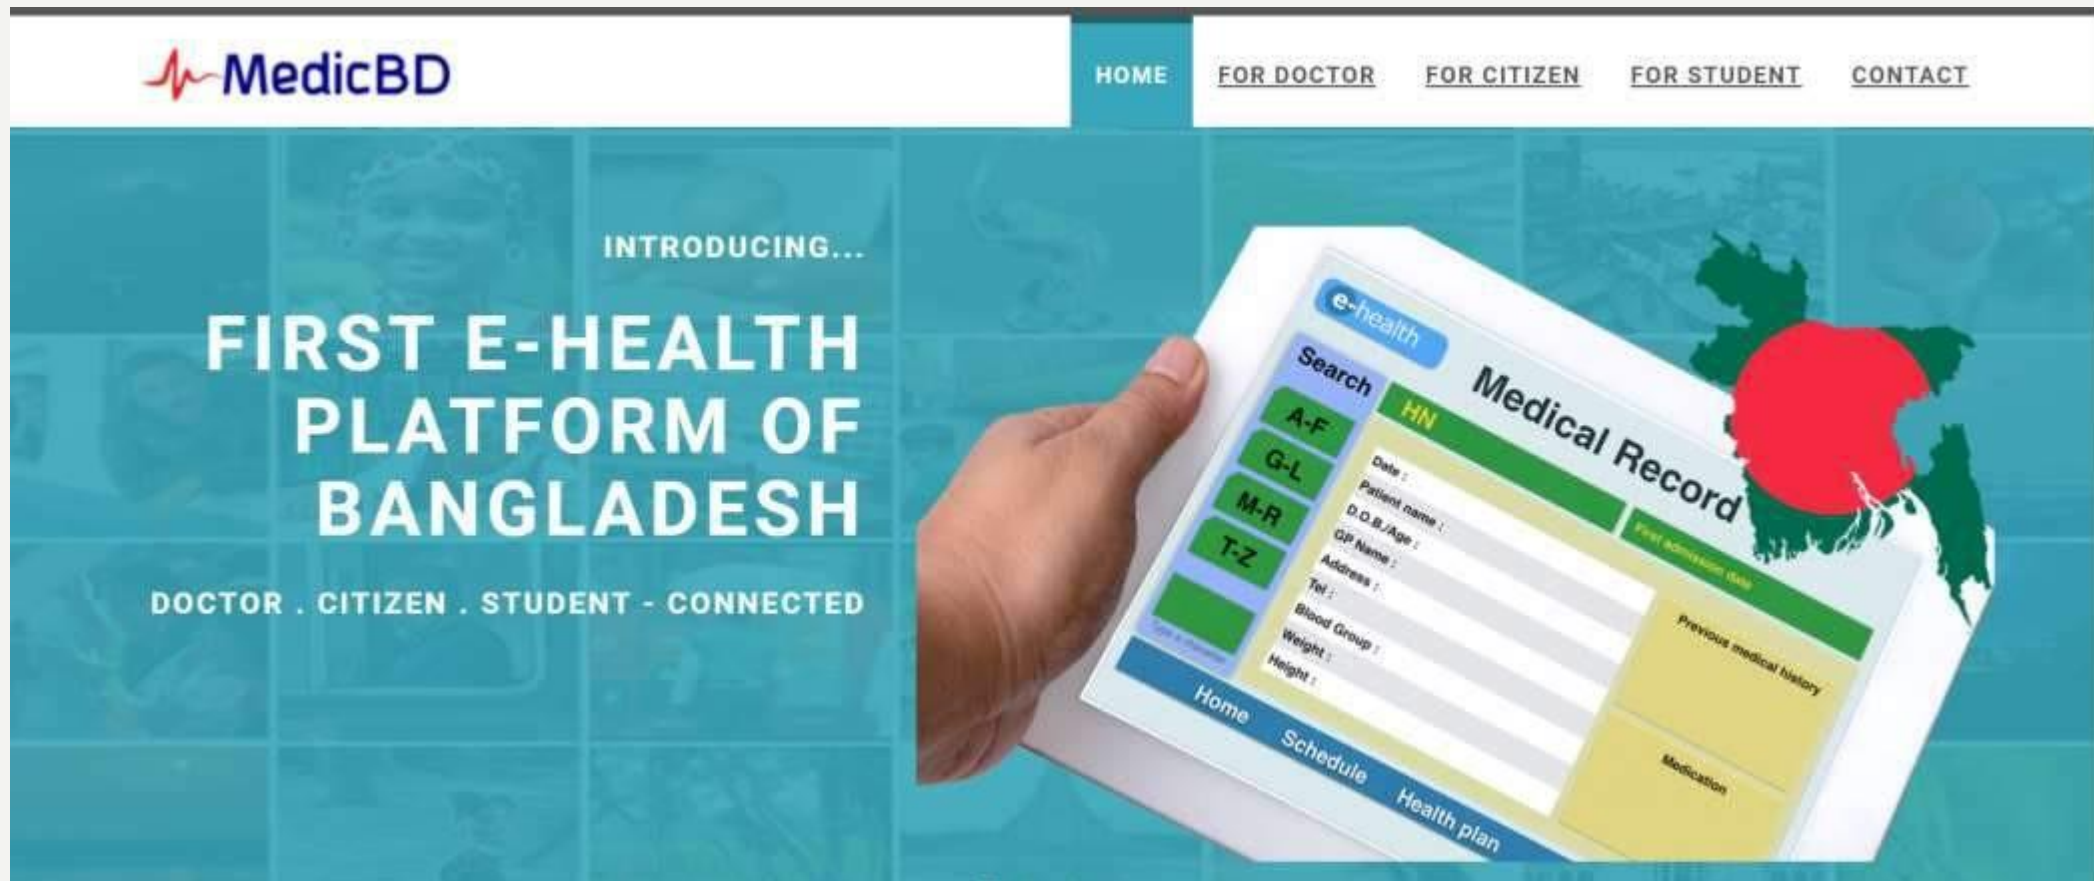 MedicBD
HOME FOR DOCTOR FOR CITIZEN FOR STUDENT CONTACT
INTRODUCING...
FIRST E-HEALTH
PLATFORM OF
BANGLADESH
DOCTOR . CITIZEN . STUDENT - CONNECTED
e-health
Medical Record
Search
A-F
G-L
M-R
T-Z
HN
First admission date
Date :
Patient name :
D.O.B./Age :
GP Name :
Address :
Tel :
Blood Group :
Weight :
Height :
Previous medical history
Medication
Home Schedule Health plan